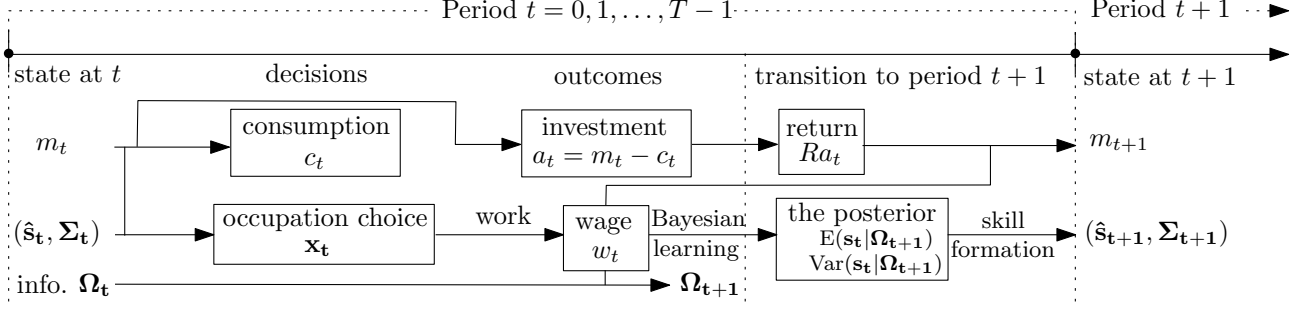 Period t = 0, 1, . . . , T − 1
Period t + 1
state at t
decisions
outcomes
transition to period t + 1
state at t + 1
m_t
consumption
c_t
investment
a_t = m_t − c_t
return
Ra_t
m_{t+1}
(ŝ_t, Σ_t)
occupation choice
x_t
work
wage
w_t
Bayesian
learning
the posterior
E(s_t|Ω_{t+1})
Var(s_t|Ω_{t+1})
skill
formation
(ŝ_{t+1}, Σ_{t+1})
info. Ω_t
Ω_{t+1}